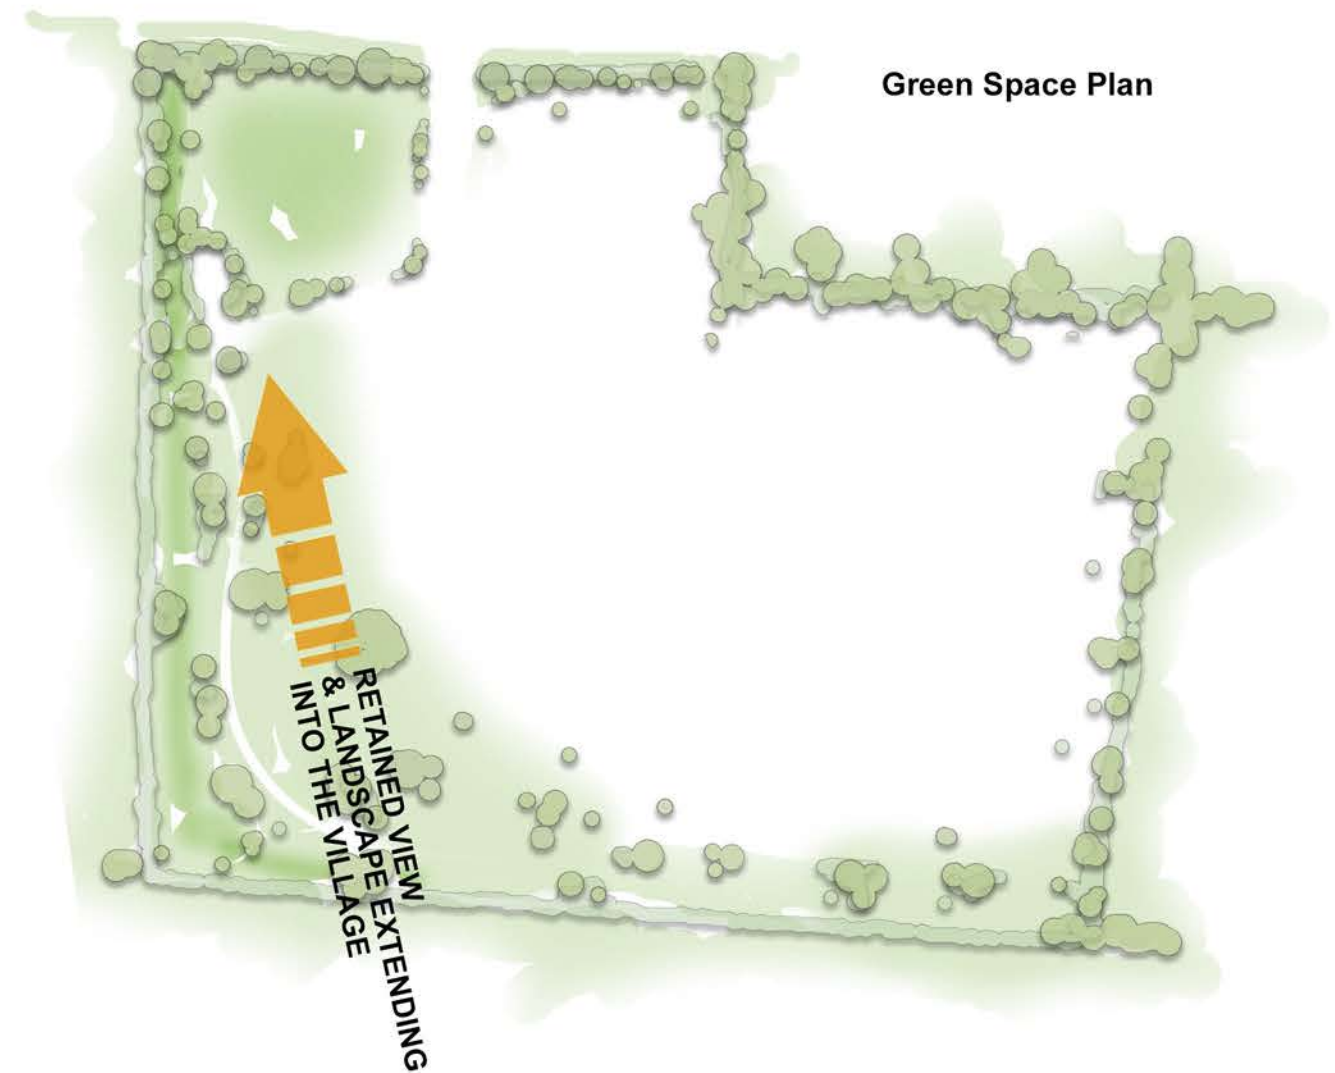 Green Space Plan
RETAINED VIEW
& LANDSCAPE EXTENDING
INTO THE VILLAGE